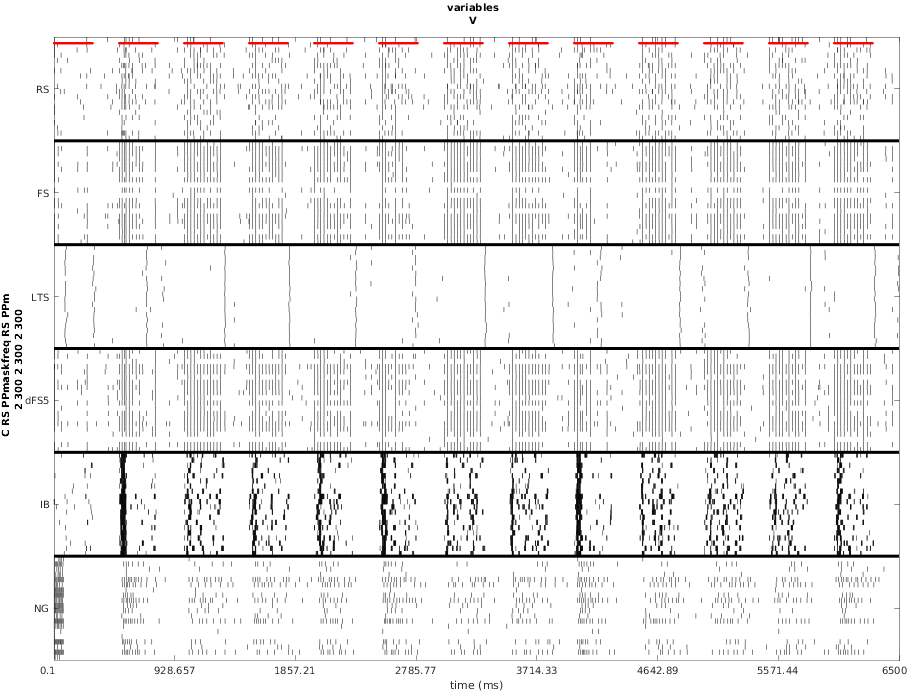 variables
V
C RS PPmaskfreq RS PPm
2 300 2 300 2 300
RS
FS
LTS
dFS5
IB
NG
0.1
928.657
1857.21
2785.77
3714.33
4642.89
5571.44
6500
time (ms)